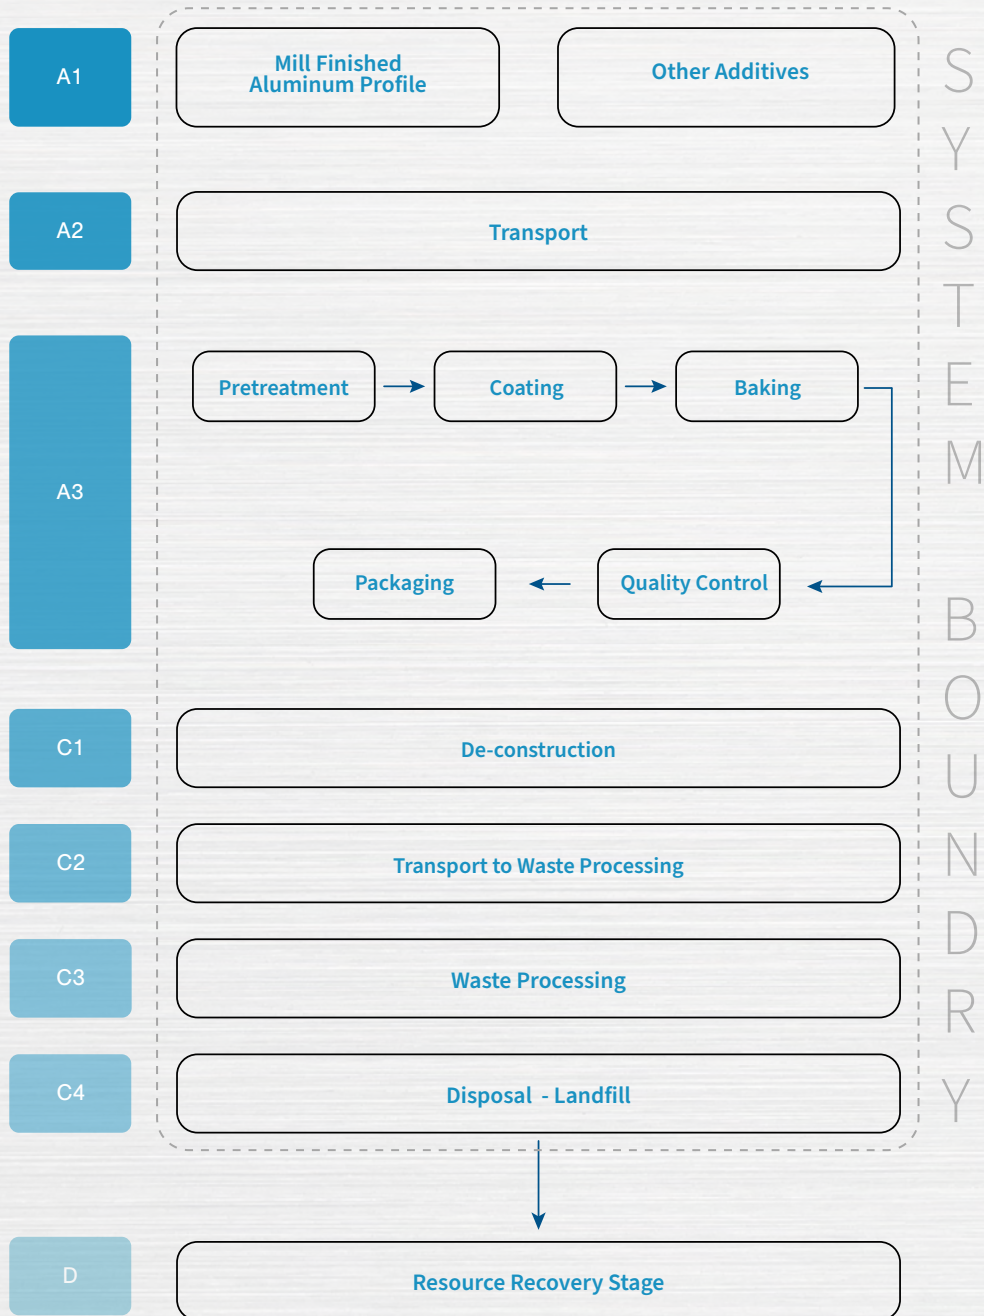 A1
Mill Finished
Aluminum Profile
Other Additives
A2
Transport
A3
Pretreatment
Coating
Baking
Packaging
Quality Control
C1
De-construction
C2
Transport to Waste Processing
C3
Waste Processing
C4
Disposal - Landfill
D
Resource Recovery Stage
SYSTEM BOUNDRY